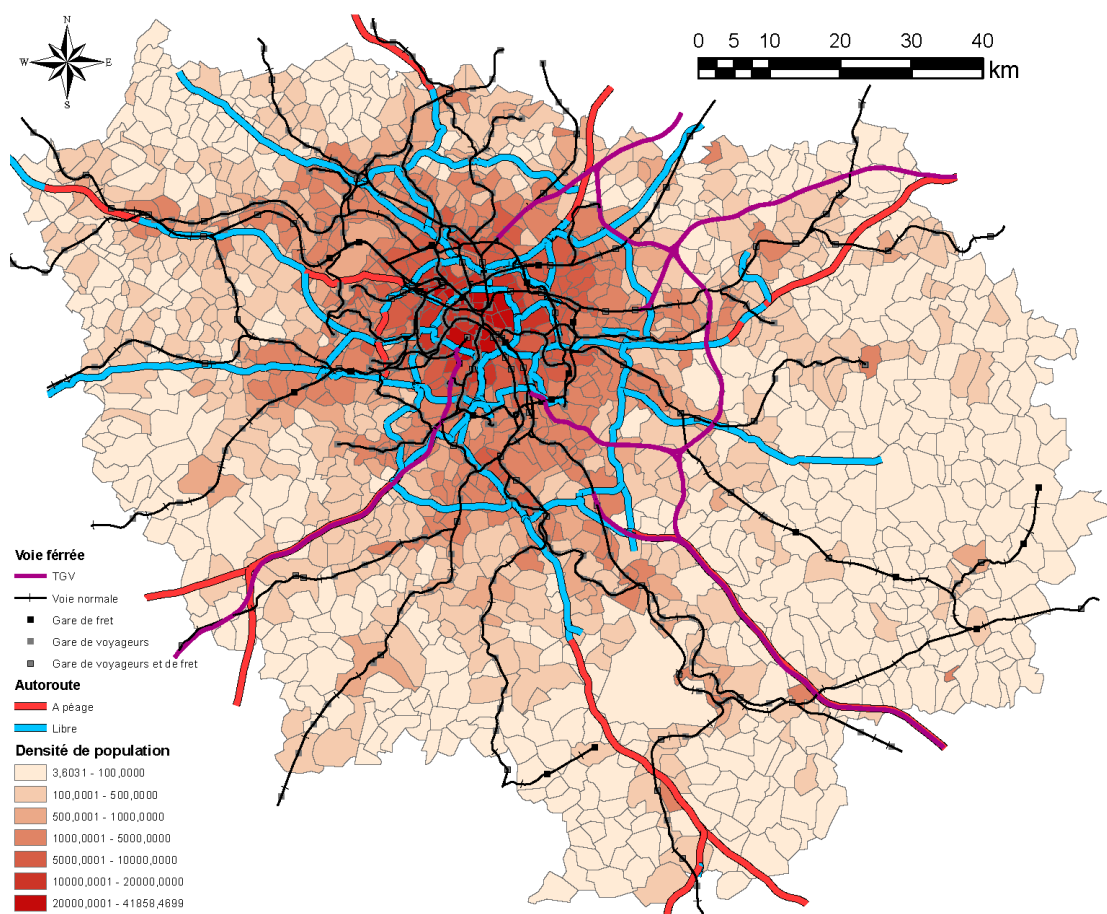 N
W
E
S
0 5 10 20 30 40
km
Voie férrée
TGV
Voie normale
Gare de fret
Gare de voyageurs
Gare de voyageurs et de fret
Autoroute
A péage
Libre
Densité de population
3,6031 - 100,0000
100,0001 - 500,0000
500,0001 - 1000,0000
1000,0001 - 5000,0000
5000,0001 - 10000,0000
10000,0001 - 20000,0000
20000,0001 - 41858,4699